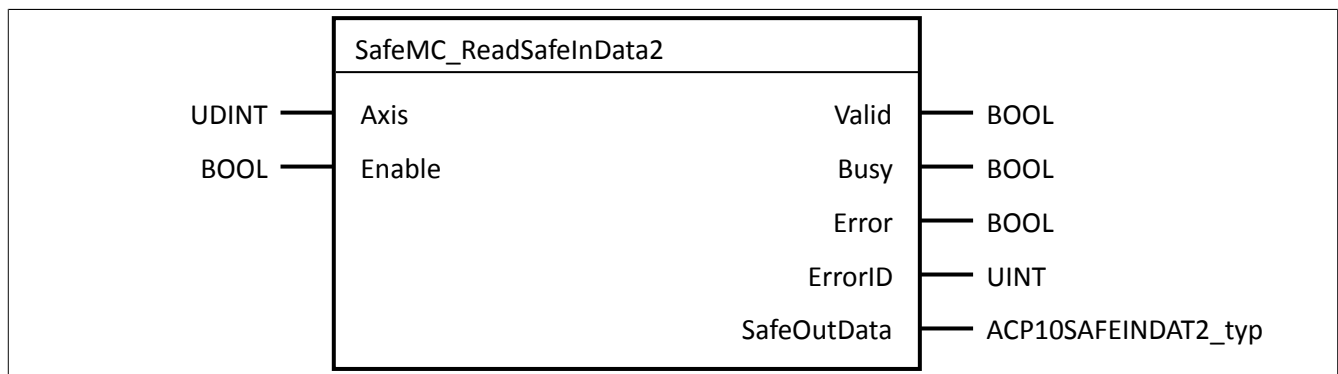 SafeMC_ReadSafeInData2
UDINT Axis Valid BOOL
BOOL Enable Busy BOOL
Error BOOL
ErrorID UINT
SafeOutData ACP10SAFEINDAT2_typ